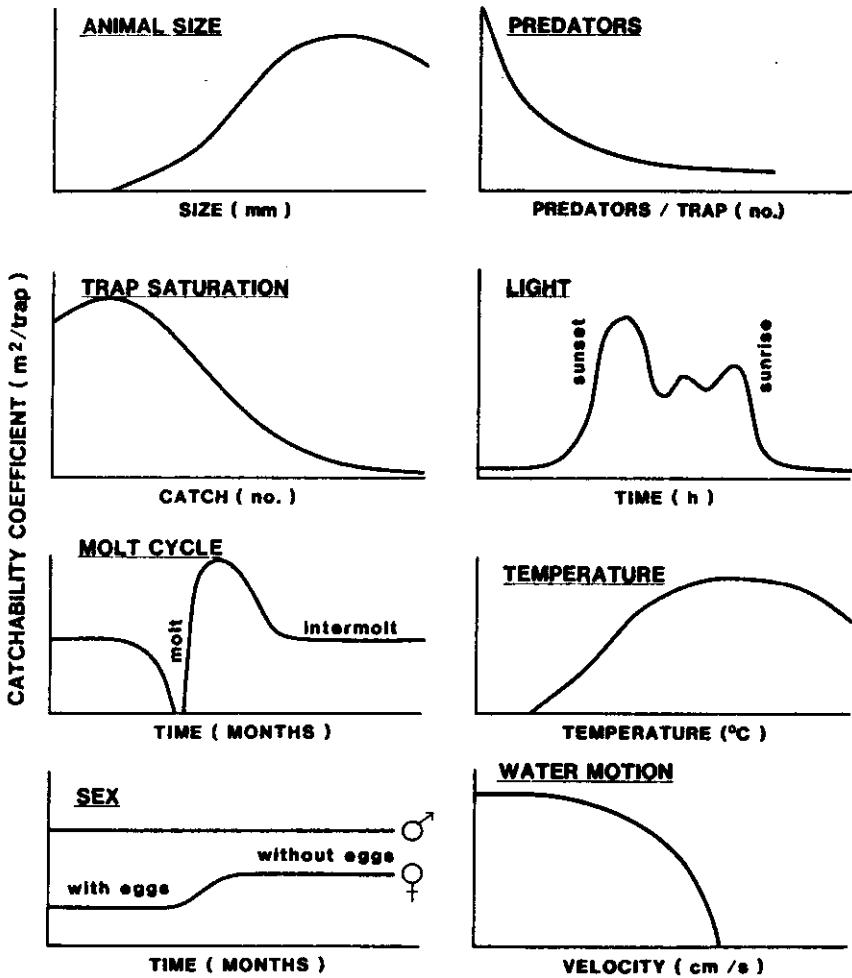 ANIMAL SIZE
SIZE ( mm )
PREDATORS
PREDATORS / TRAP ( no.)
CATCHABILITY COEFFICIENT ( m²/trap)
TRAP SATURATION
CATCH ( no. )
LIGHT
sunset
sunrise
TIME ( h )
MOLT CYCLE
molt
intermolt
TIME ( MONTHS )
TEMPERATURE
TEMPERATURE (°C )
SEX
♂
without eggs
with eggs
♀
TIME ( MONTHS )
WATER MOTION
VELOCITY ( cm /s )